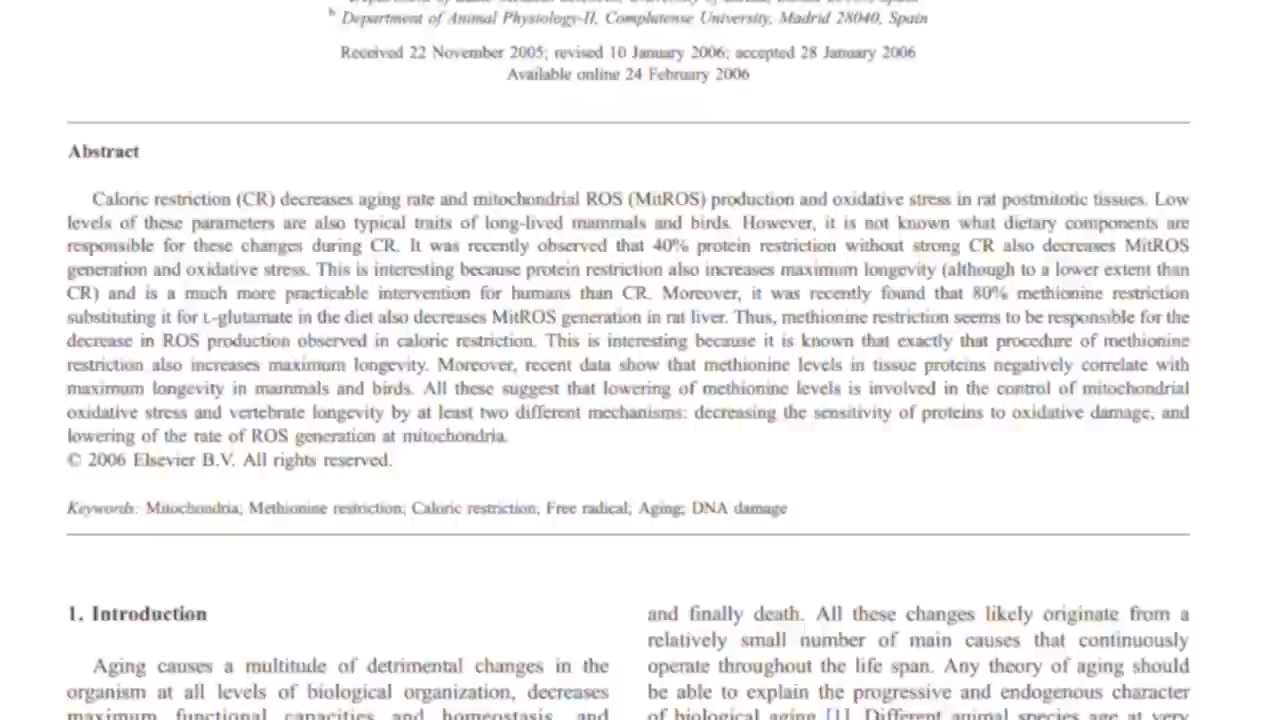 b Department of Animal Physiology-II, Complutense University, Madrid 28040, Spain
Received 22 November 2005; revised 10 January 2006; accepted 28 January 2006
Available online 24 February 2006
Abstract
Caloric restriction (CR) decreases aging rate and mitochondrial ROS (MitROS) production and oxidative stress in rat postmitotic tissues. Low
levels of these parameters are also typical traits of long-lived mammals and birds. However, it is not known what dietary components are
responsible for these changes during CR. It was recently observed that 40% protein restriction without strong CR also decreases MitROS
generation and oxidative stress. This is interesting because protein restriction also increases maximum longevity (although to a lower extent than
CR) and is a much more practicable intervention for humans than CR. Moreover, it was recently found that 80% methionine restriction
substituting it for L-glutamate in the diet also decreases MitROS generation in rat liver. Thus, methionine restriction seems to be responsible for the
decrease in ROS production observed in caloric restriction. This is interesting because it is known that exactly that procedure of methionine
restriction also increases maximum longevity. Moreover, recent data show that methionine levels in tissue proteins negatively correlate with
maximum longevity in mammals and birds. All these suggest that lowering of methionine levels is involved in the control of mitochondrial
oxidative stress and vertebrate longevity by at least two different mechanisms: decreasing the sensitivity of proteins to oxidative damage, and
lowering of the rate of ROS generation at mitochondria.
© 2006 Elsevier B.V. All rights reserved.
Keywords: Mitochondria; Methionine restriction; Caloric restriction; Free radical; Aging; DNA damage
1. Introduction
Aging causes a multitude of detrimental changes in the
organism at all levels of biological organization, decreases
maximum functional capacities and homeostasis, and
and finally death. All these changes likely originate from a
relatively small number of main causes that continuously
operate throughout the life span. Any theory of aging should
be able to explain the progressive and endogenous character
of biological aging [1]. Different animal species age at very